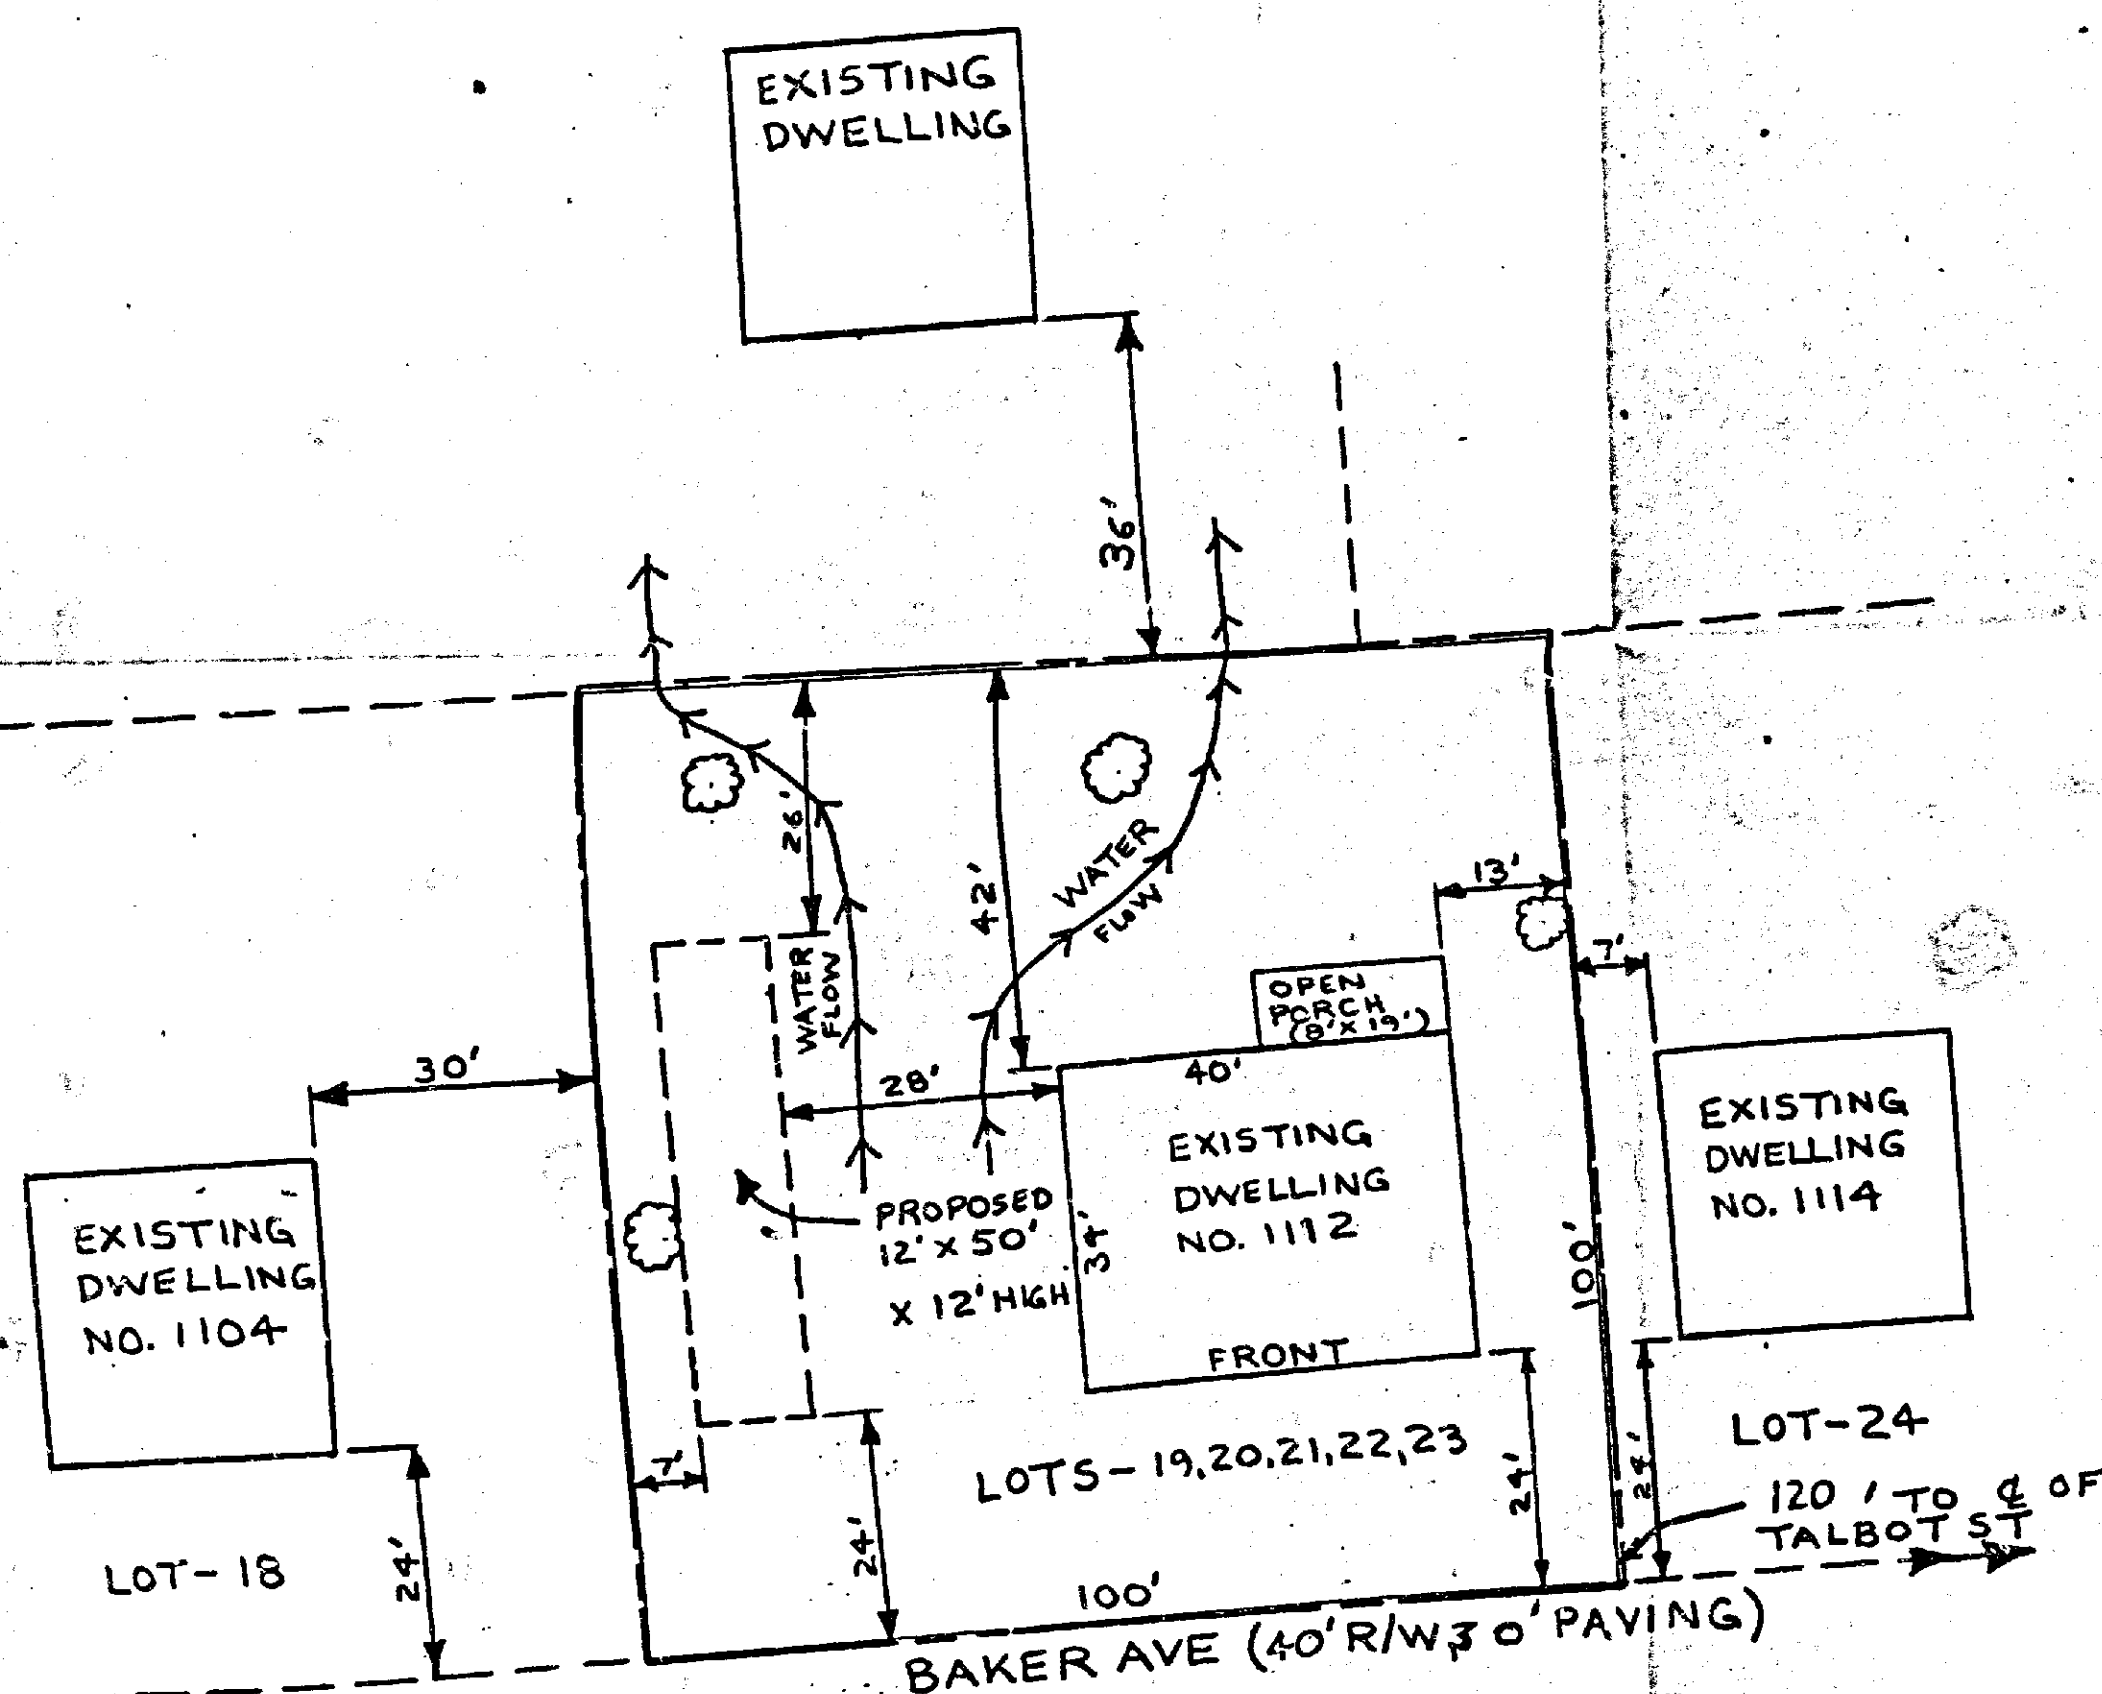 EXISTING
DWELLING
36'
26'
42'
WATER
FLOW
13'
7'
WATER
FLOW
OPEN
PORCH
(8' X 19')
30'
28'
40'
EXISTING
DWELLING
NO. 1112
34'
FRONT
EXISTING
DWELLING
NO. 1114
100'
PROPOSED
12' X 50'
X 12' HIGH
EXISTING
DWELLING
NO. 1104
7'
24'
LOTS - 19,20,21,22,23
24'
24'
LOT-24
120 ' TO ℄ OF
TALBOT ST
LOT-18
24'
100'
BAKER AVE (40' R/W, 30' PAVING)